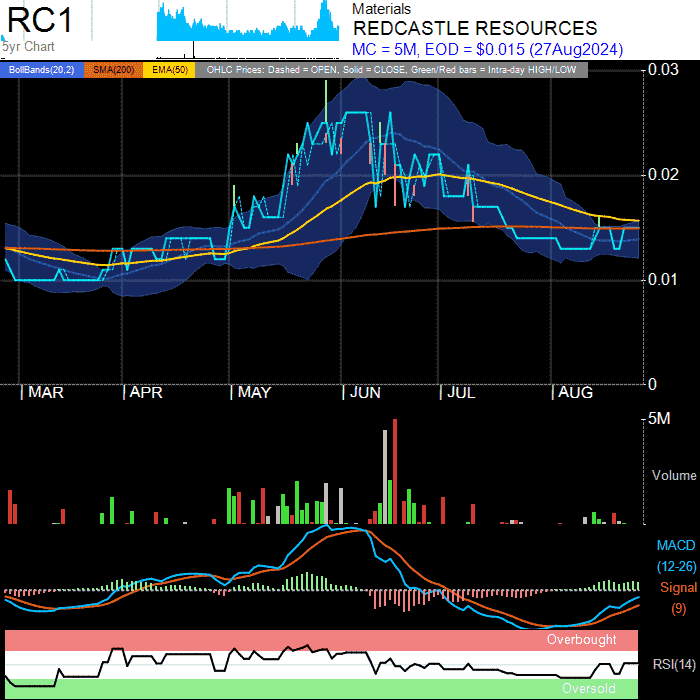 RC1
5yr Chart
Materials
REDCASTLE RESOURCES
MC = 5M, EOD = $0.015 (27Aug2024)
BollBands(20,2) SMA(200) EMA(50) OHLC Prices: Dashed = OPEN, Solid = CLOSE, Green/Red bars = Intra-day HIGH/LOW
0.03
0.02
0.01
0
| MAR | APR | MAY | JUN | JUL | AUG
5M
Volume
MACD
(12-26)
Signal
(9)
Overbought
RSI(14)
Oversold